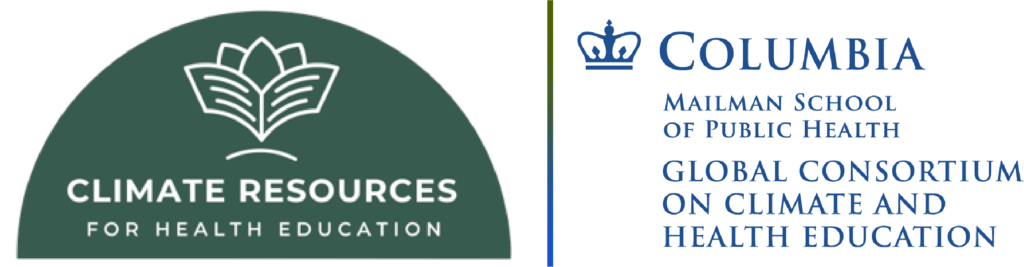 CLIMATE RESOURCES
FOR HEALTH EDUCATION
COLUMBIA
MAILMAN SCHOOL
OF PUBLIC HEALTH
GLOBAL CONSORTIUM
ON CLIMATE AND
HEALTH EDUCATION